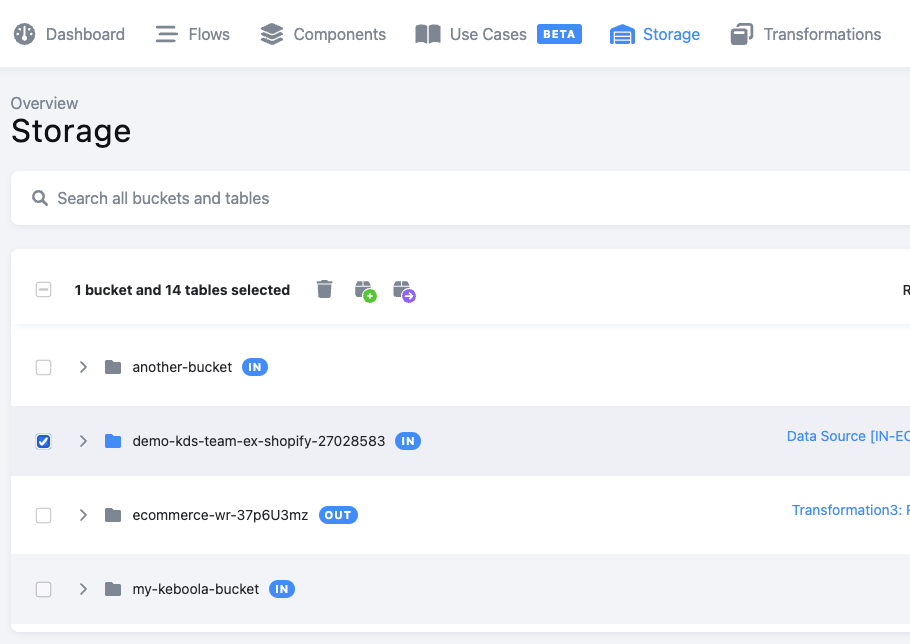 Dashboard Flows Components Use Cases BETA Storage Transformations
Overview
Storage
Search all buckets and tables
1 bucket and 14 tables selected R
another-bucket IN
demo-kds-team-ex-shopify-27028583 IN Data Source [IN-EC
ecommerce-wr-37p6U3mz OUT Transformation3: F
my-keboola-bucket IN